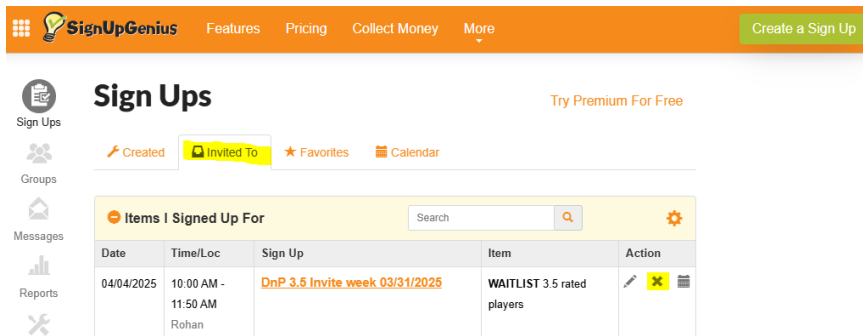 SignUpGenius Features Pricing Collect Money More Create a Sign Up
Sign Ups Try Premium For Free
Sign Ups
Created Invited To Favorites Calendar
Groups
Items I Signed Up For Search
Messages
Date Time/Loc Sign Up Item Action
04/04/2025 10:00 AM - DnP 3.5 Invite week 03/31/2025 WAITLIST 3.5 rated
Reports
11:50 AM players
Rohan